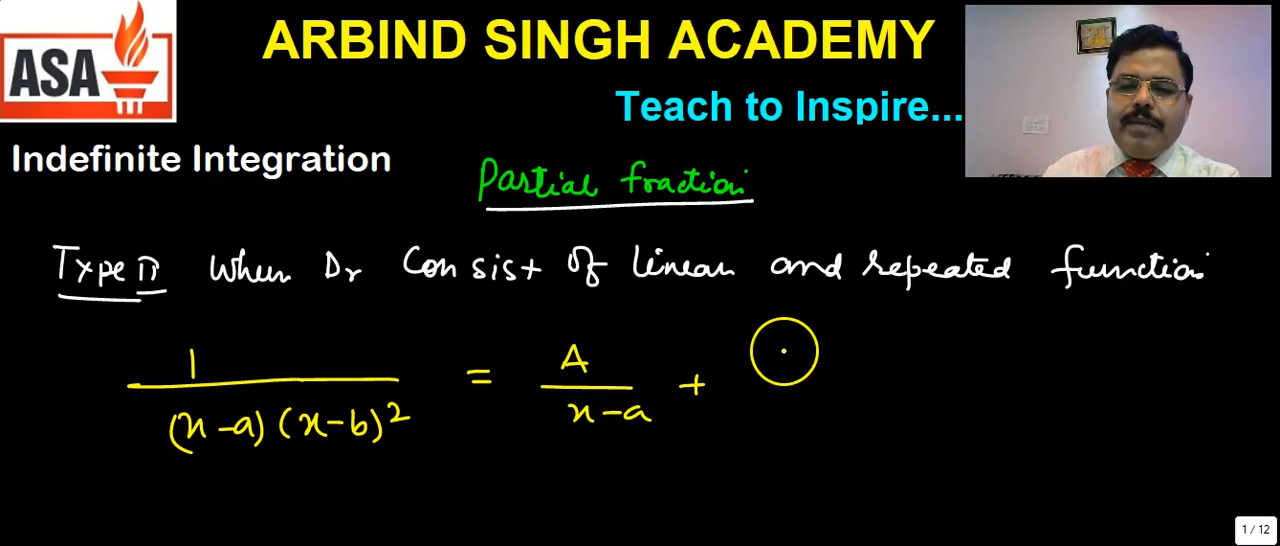 ASA
ARBIND SINGH ACADEMY
Teach to Inspire...
Indefinite Integration
Partial fraction
Type II When Dr Consist of linear and repeated function
1/((x-a)(x-b)²) = A/(x-a) +
1 / 12